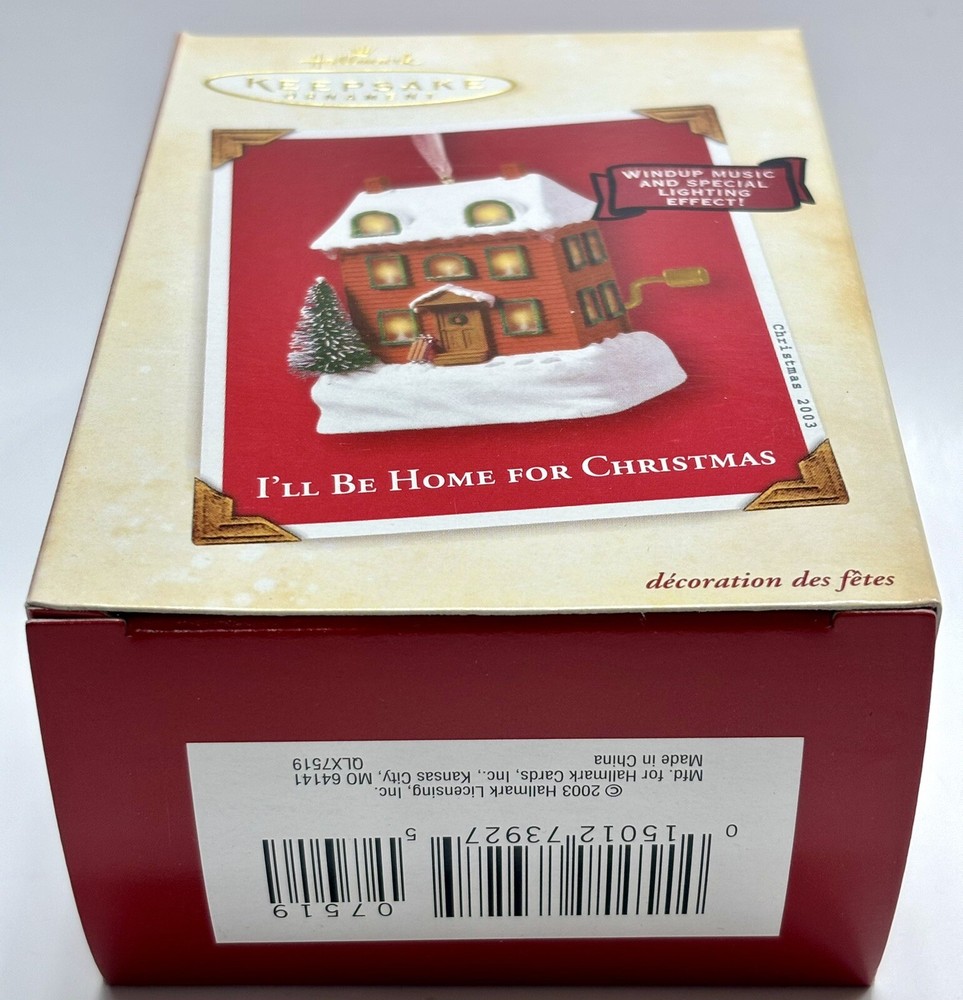 Hallmark
KEEPSAKE
ORNAMENT
WINDUP MUSIC
AND SPECIAL
LIGHTING
EFFECT!
Christmas 2003
I'LL BE HOME FOR CHRISTMAS
décoration des fêtes
0 15012 73927 5
07519
© 2003 Hallmark Licensing, Inc.
Mfd. for Hallmark Cards, Inc., Kansas City, MO 64141
Made in China QLX7519